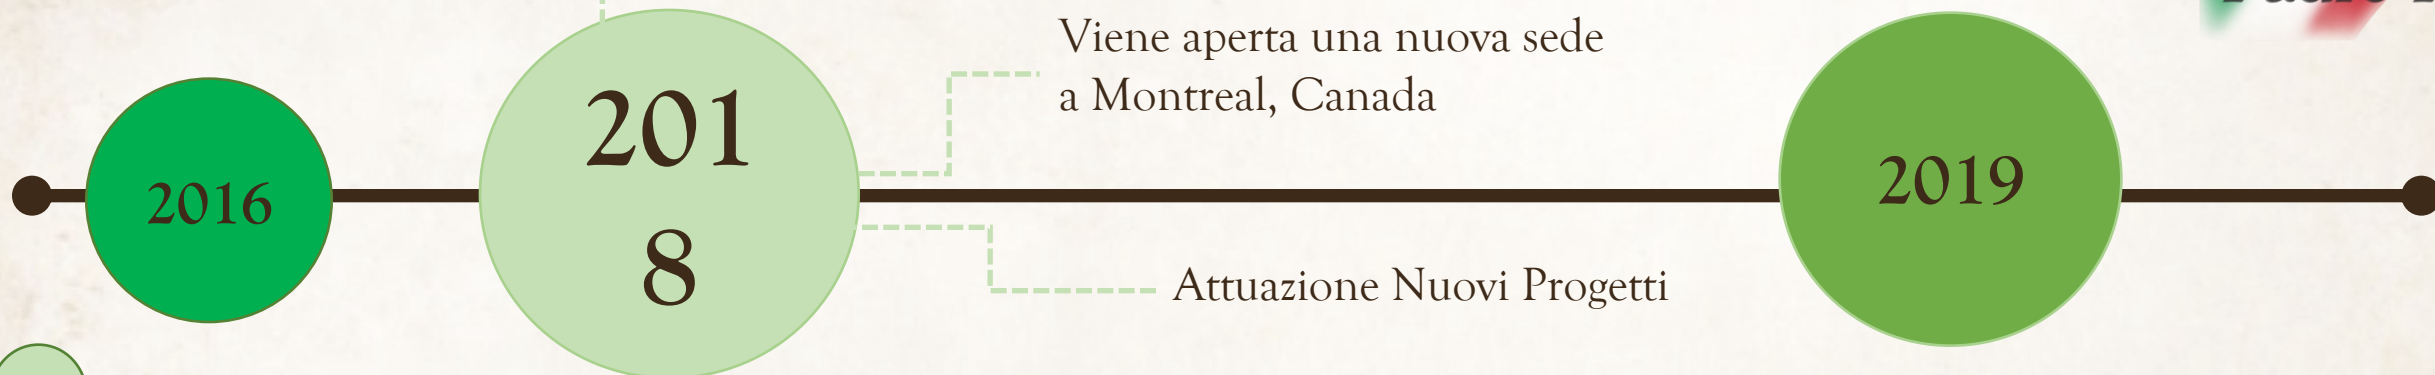 2016
201
8
Viene aperta una nuova sede
a Montreal, Canada
Attuazione Nuovi Progetti
2019